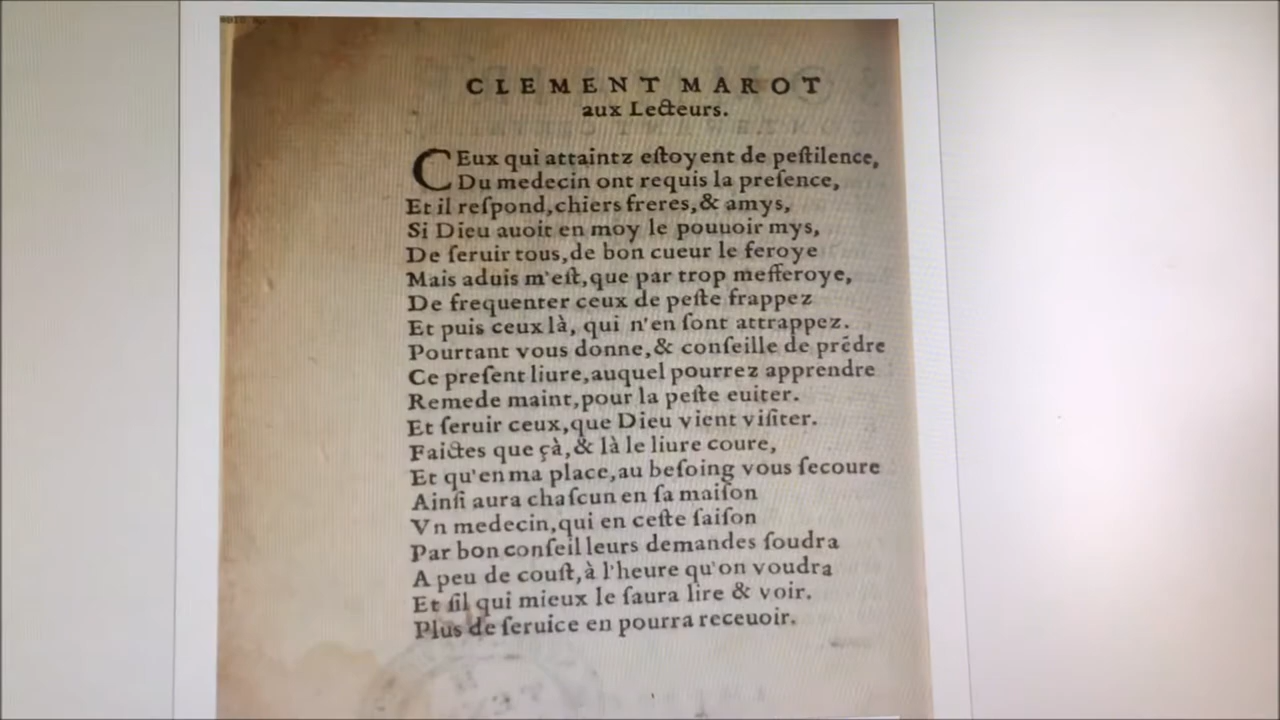 CLEMENT MAROT
aux Lecteurs.
CEux qui attaintz eſtoyent de peſtilence,
Du medecin ont requis la preſence,
Et il reſpond, chiers freres, & amys,
Si Dieu auoit en moy le pouuoir mys,
De ſeruir tous, de bon cueur le feroye
Mais aduis m'eſt, que par trop mefferoye,
De frequenter ceux de peſte frappez
Et puis ceux là, qui n'en ſont attrappez.
Pourtant vous donne, & conſeille de prēdre
Ce preſent liure, auquel pourrez apprendre
Remede maint, pour la peſte euiter.
Et ſeruir ceux, que Dieu vient viſiter.
Faictes que çà, & là le liure coure,
Et qu'en ma place, au beſoing vous ſecoure
Ainſi aura chaſcun en ſa maiſon
Vn medecin, qui en ceſte ſaiſon
Par bon conſeil leurs demandes ſoudra
A peu de couſt, à l'heure qu'on voudra
Et ſil qui mieux le ſaura lire & voir.
Plus de ſeruice en pourra receuoir.